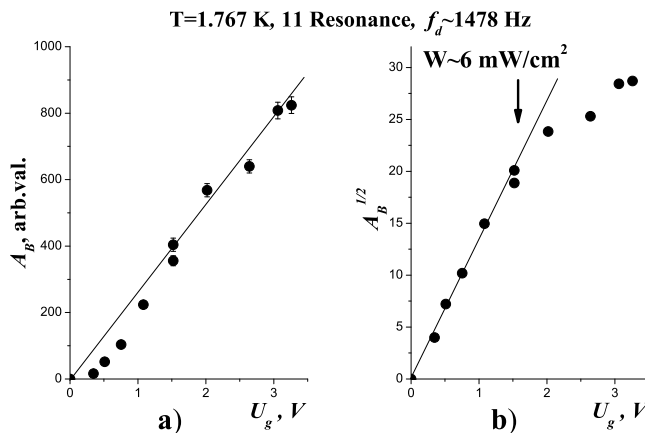 T=1.767 K, 11 Resonance, f_d~1478 Hz
W~6 mW/cm²
1000
800
600
400
200
0
A_B, arb.val.
0 1 2 3
U_g , V
a)
30
25
20
15
10
5
0
A_B^1/2
0 1 2 3
U_g , V
b)